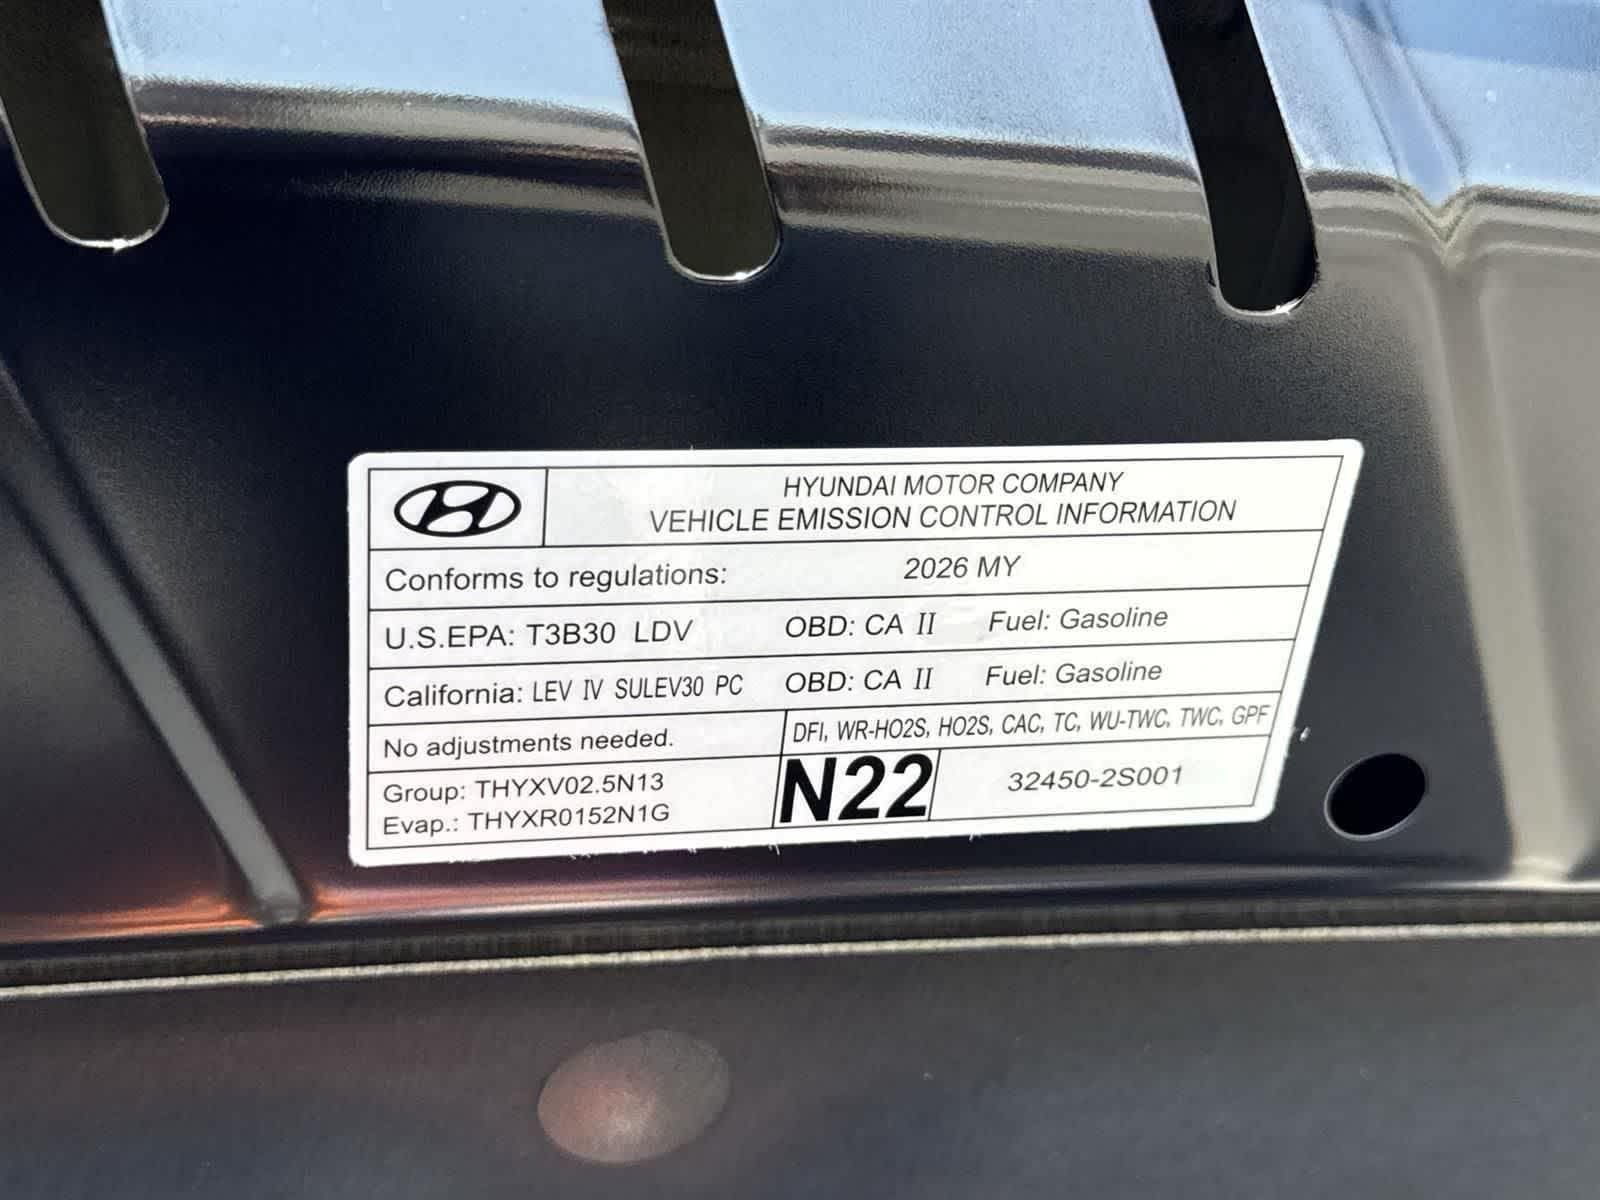 HYUNDAI MOTOR COMPANY
VEHICLE EMISSION CONTROL INFORMATION
Conforms to regulations: 2026 MY
U.S.EPA: T3B30 LDV OBD: CA II Fuel: Gasoline
California: LEV IV SULEV30 PC OBD: CA II Fuel: Gasoline
No adjustments needed. DFI, WR-HO2S, HO2S, CAC, TC, WU-TWC, TWC, GPF
Group: THYXV02.5N13
Evap.: THYXR0152N1G
N22
32450-2S001